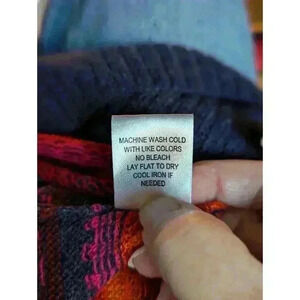 MACHINE WASH COLD
WITH LIKE COLORS
NO BLEACH
LAY FLAT TO DRY
COOL IRON IF
NEEDED